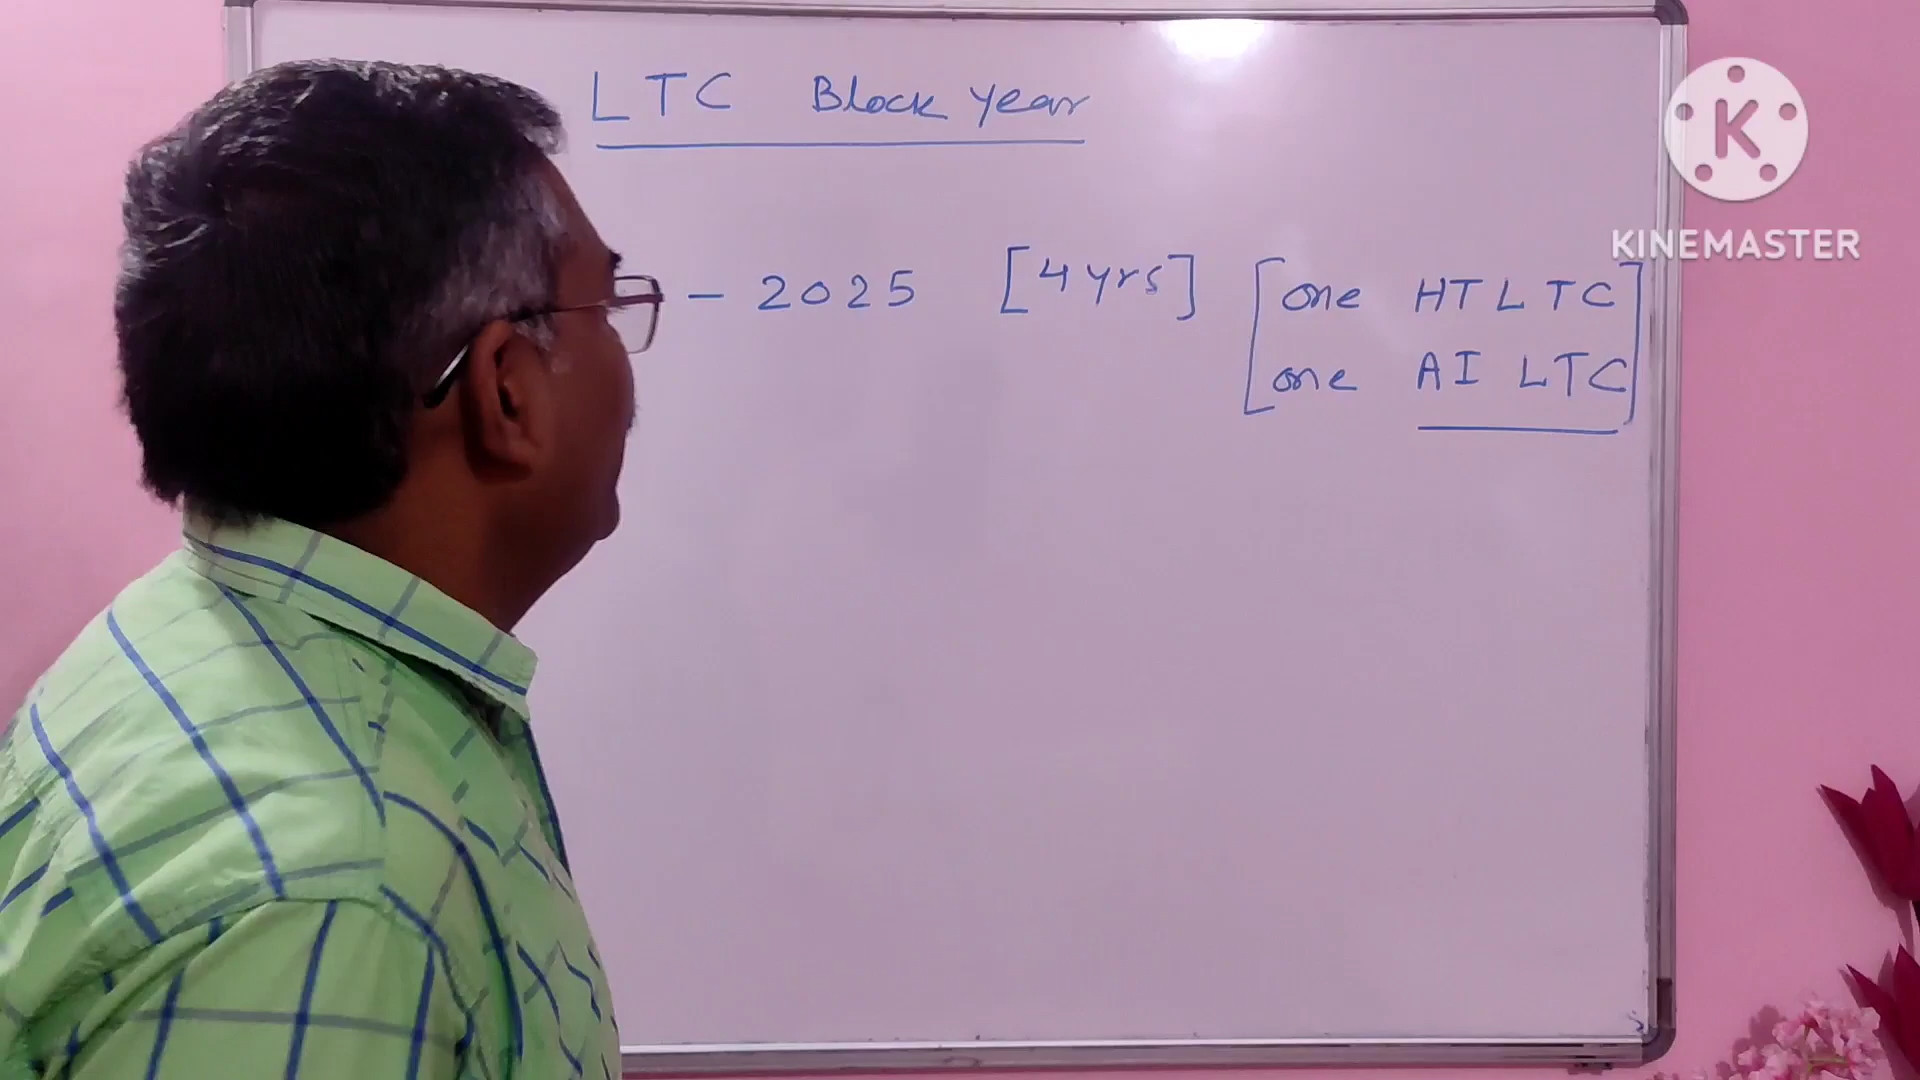 LTC Block year
- 2025 [4 yrs] [one HTLTC]
[one AI LTC]
K
KINEMASTER